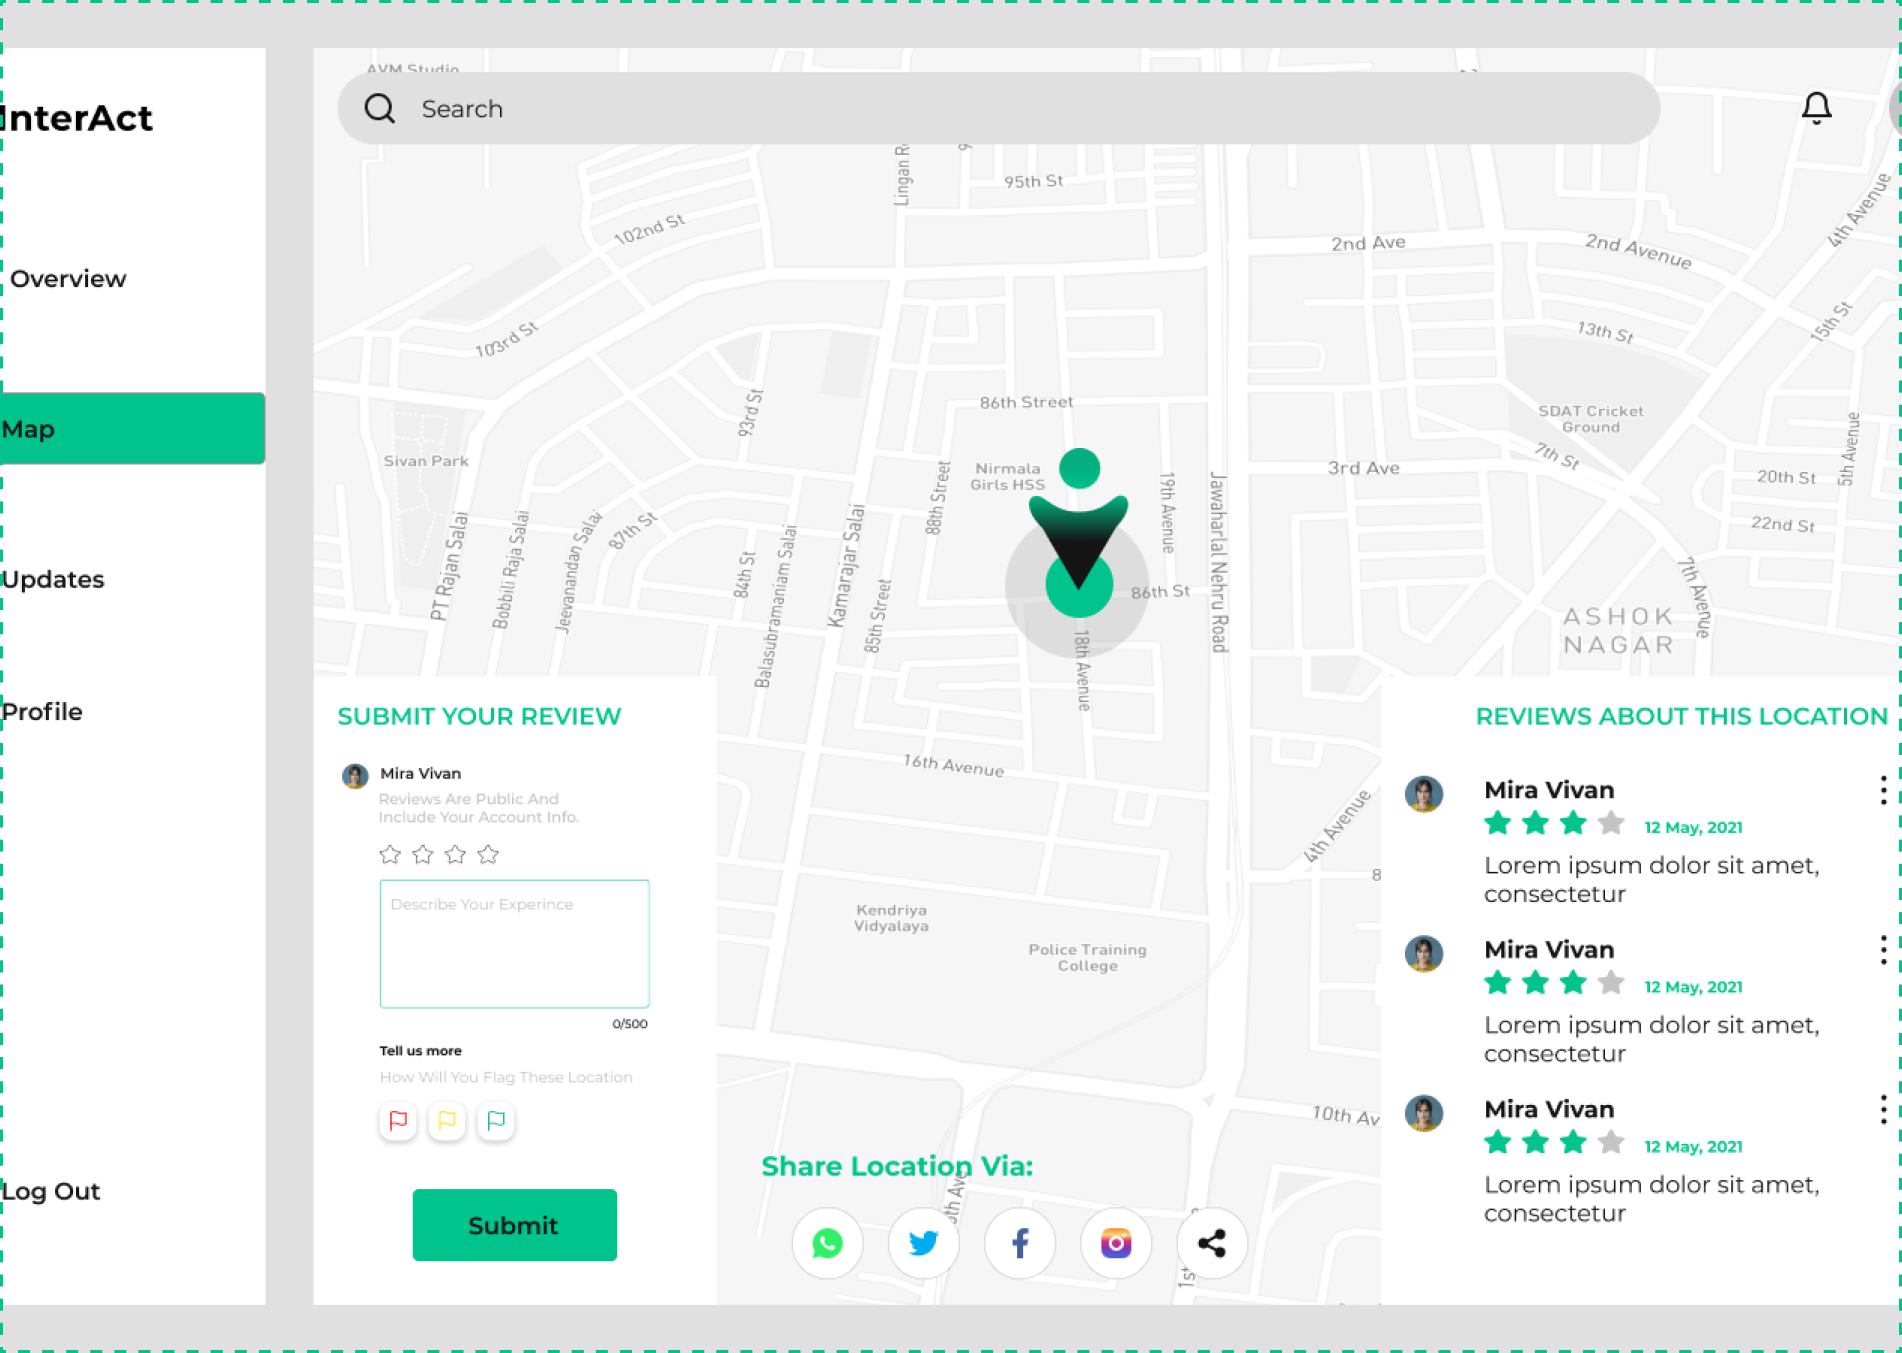 InterAct
Overview
Map
Updates
Profile
Log Out
AVM Studio
Search
95th St
102nd St
103rd St
2nd Ave
2nd Avenue
4th Avenue
13th St
15th St
86th Street
93rd St
SDAT Cricket
Ground
7th St
5th Avenue
Sivan Park
Nirmala
Girls HSS
3rd Ave
20th St
22nd St
88th Street
19th Avenue
Jawaharlal Nehru Road
PT Rajan Salai
Bobbili Raja Salai
Jeevanandan Salai
87th St
84th St
Balasubramaniam Salai
Kamarajar Salai
85th Street
86th St
18th Avenue
7th Avenue
ASHOK
NAGAR
16th Avenue
4th Avenue
Kendriya
Vidyalaya
Police Training
College
10th Av
SUBMIT YOUR REVIEW
Mira Vivan
Reviews Are Public And
Include Your Account Info.
Describe Your Experince
0/500
Tell us more
How Will You Flag These Location
Submit
Share Location Via:
REVIEWS ABOUT THIS LOCATION
Mira Vivan
12 May, 2021
Lorem ipsum dolor sit amet,
consectetur
Mira Vivan
12 May, 2021
Lorem ipsum dolor sit amet,
consectetur
Mira Vivan
12 May, 2021
Lorem ipsum dolor sit amet,
consectetur